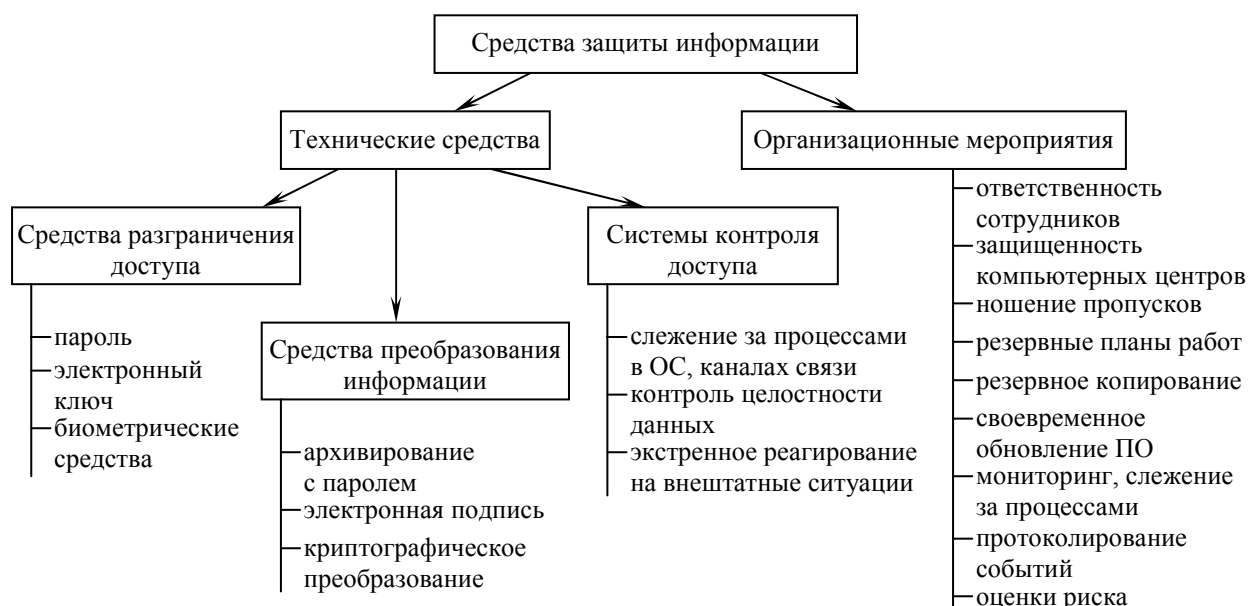 Средства защиты информации
Технические средства
Организационные мероприятия
Средства разграничения
доступа
пароль
электронный
ключ
биометрические
средства
Средства преобразования
информации
архивирование
с паролем
электронная подпись
криптографическое
преобразование
Системы контроля
доступа
слежение за процессами
в ОС, каналах связи
контроль целостности
данных
экстренное реагирование
на внештатные ситуации
ответственность
сотрудников
защищенность
компьютерных центров
ношение пропусков
резервные планы работ
резервное копирование
своевременное
обновление ПО
мониторинг, слежение
за процессами
протоколирование
событий
оценки риска